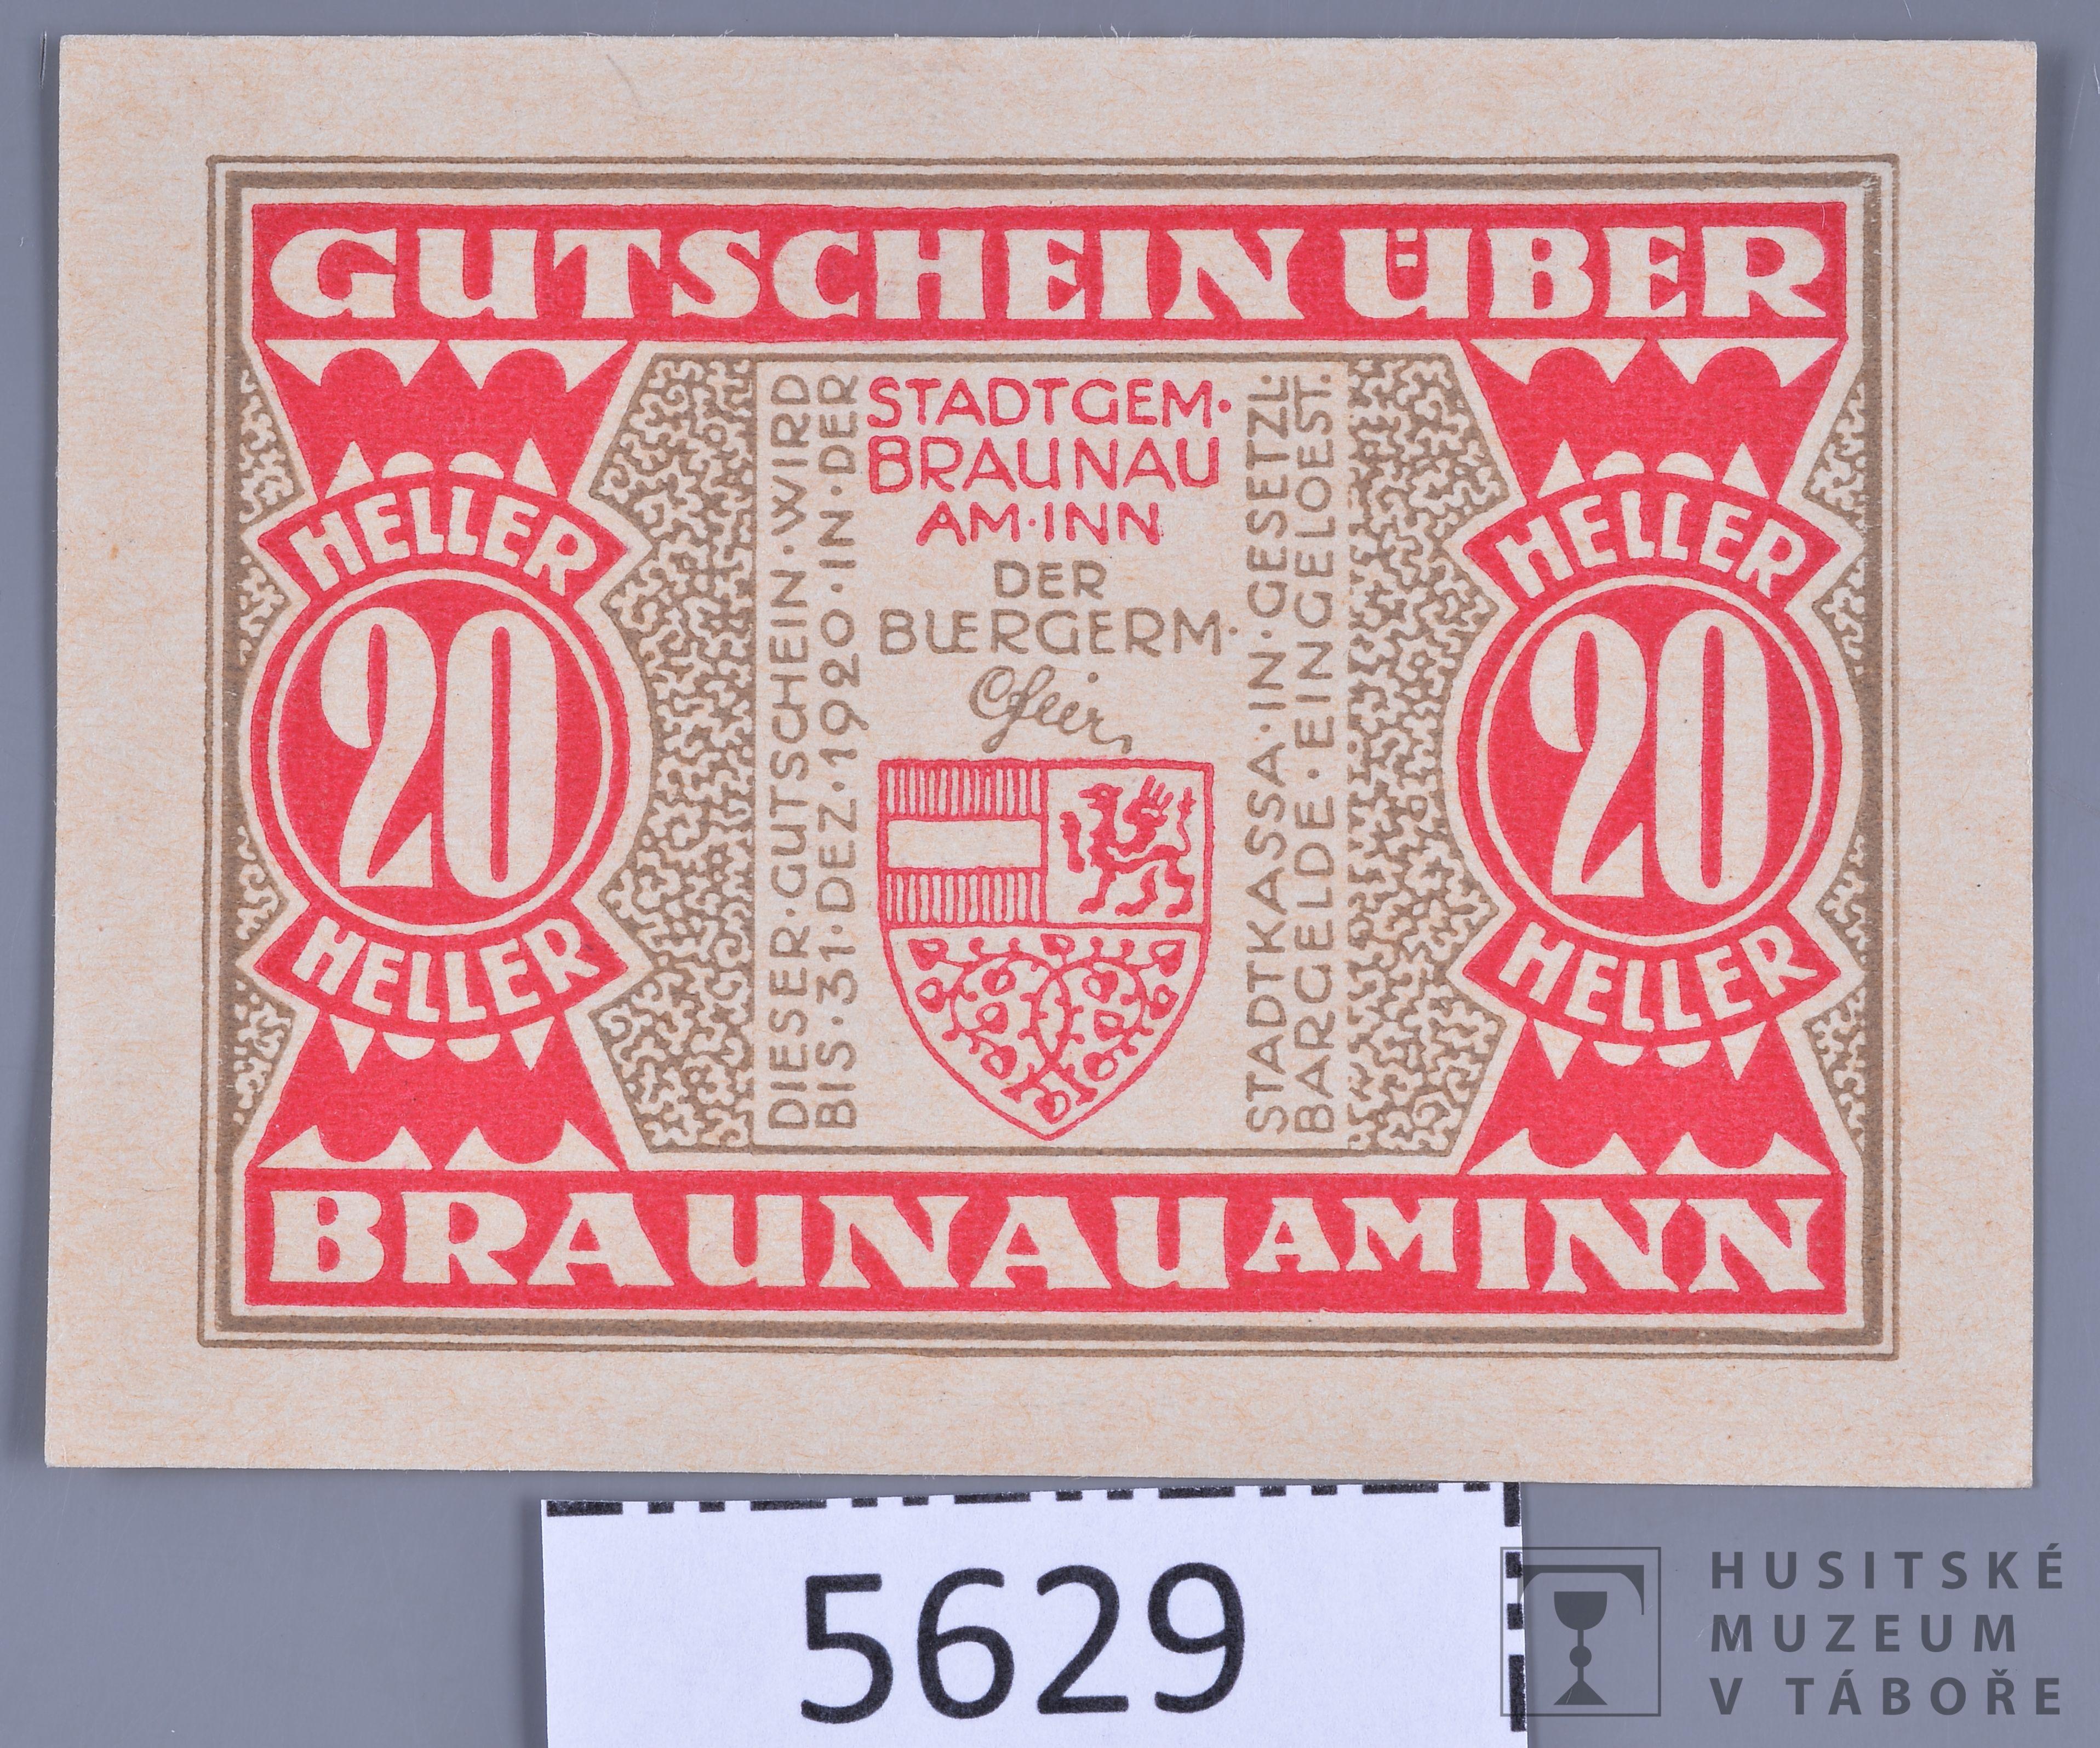 GUTSCHEIN ÜBER
HELLER
20
HELLER
DIESER·GUTSCHEIN·WIRD
BIS·31·DEZ·1920·IN·DER
STADTGEM·
BRAUNAU
AM·INN
DER
BUERGERM·
STADTKASSA·IN·GESETZL·
BARGELDE·EINGELOEST·
HELLER
20
HELLER
BRAUNAU AM INN
5629
HUSITSKÉ
MUZEUM
V TÁBOŘE